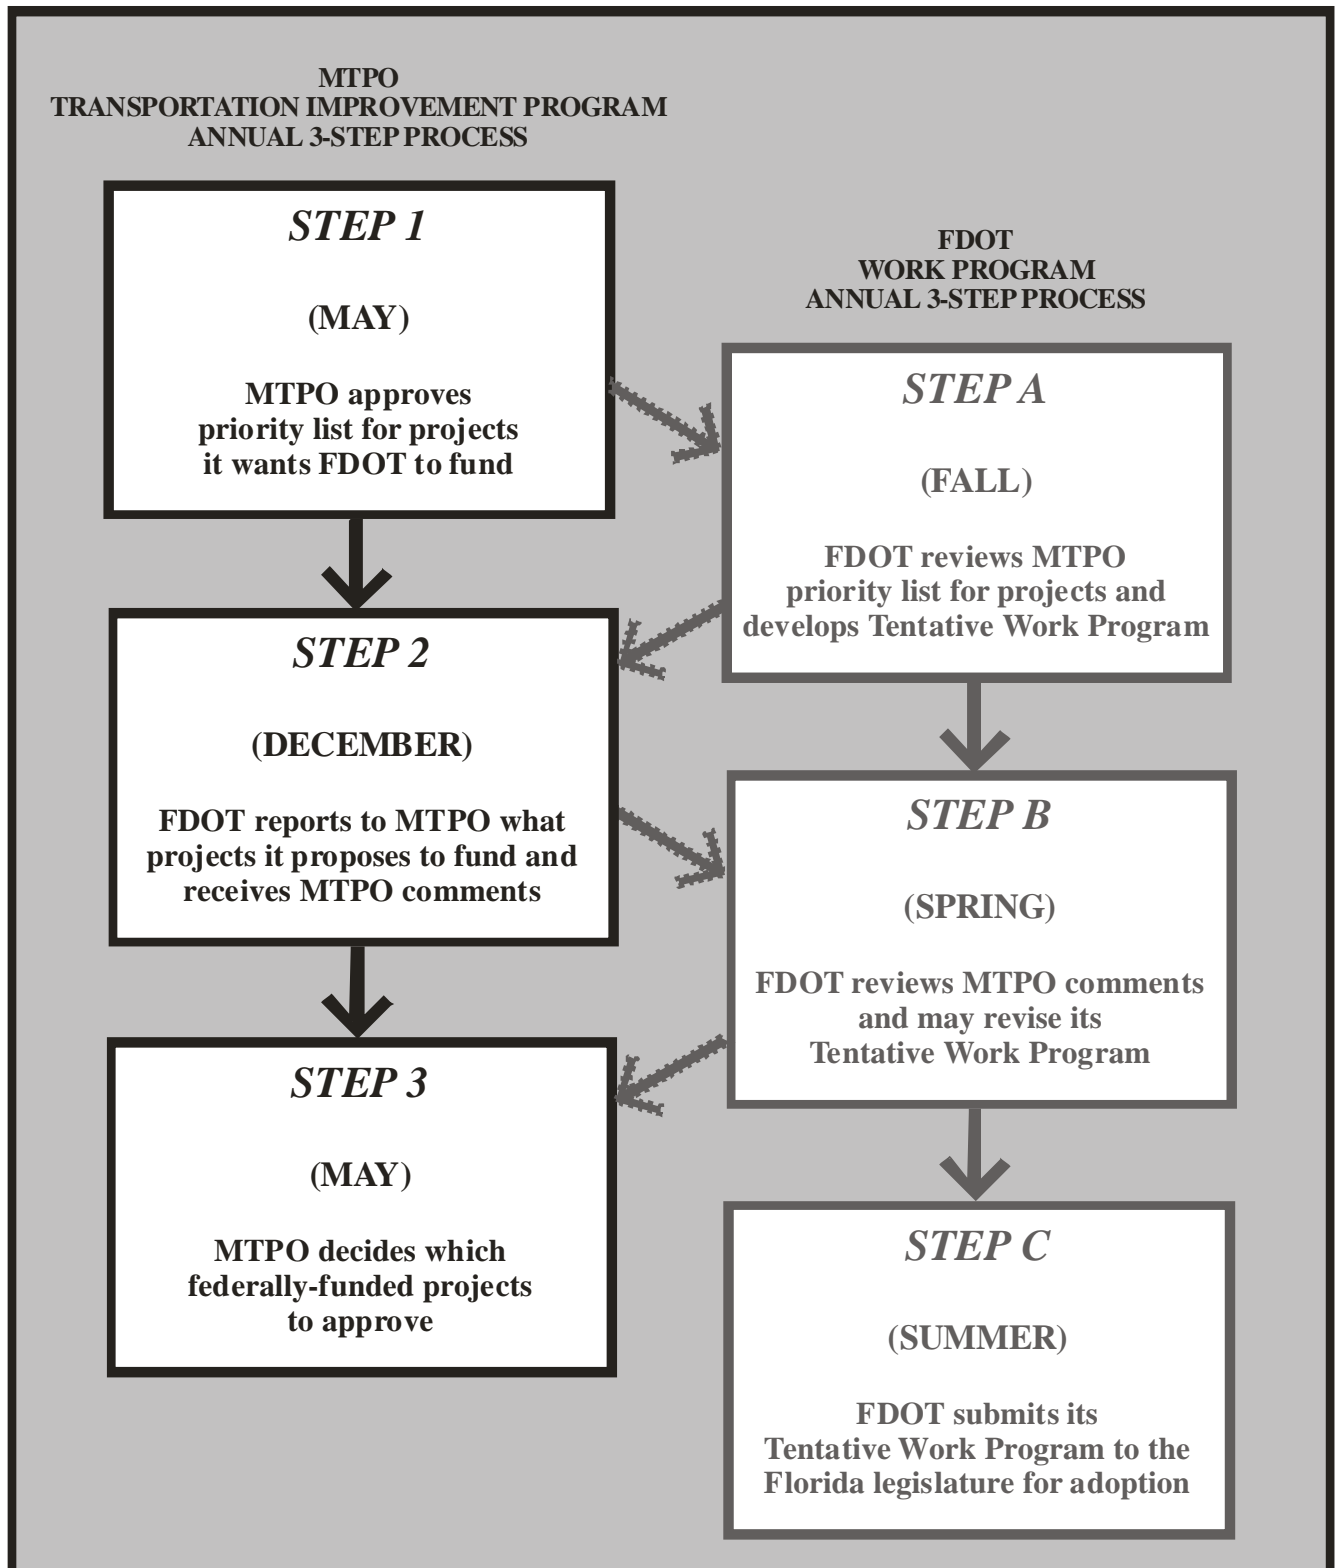 MTPO
TRANSPORTATION IMPROVEMENT PROGRAM
ANNUAL 3-STEP PROCESS
STEP 1
(MAY)
MTPO approves
priority list for projects
it wants FDOT to fund
STEP 2
(DECEMBER)
FDOT reports to MTPO what
projects it proposes to fund and
receives MTPO comments
STEP 3
(MAY)
MTPO decides which
federally-funded projects
to approve
FDOT
WORK PROGRAM
ANNUAL 3-STEP PROCESS
STEP A
(FALL)
FDOT reviews MTPO
priority list for projects and
develops Tentative Work Program
STEP B
(SPRING)
FDOT reviews MTPO comments
and may revise its
Tentative Work Program
STEP C
(SUMMER)
FDOT submits its
Tentative Work Program to the
Florida legislature for adoption